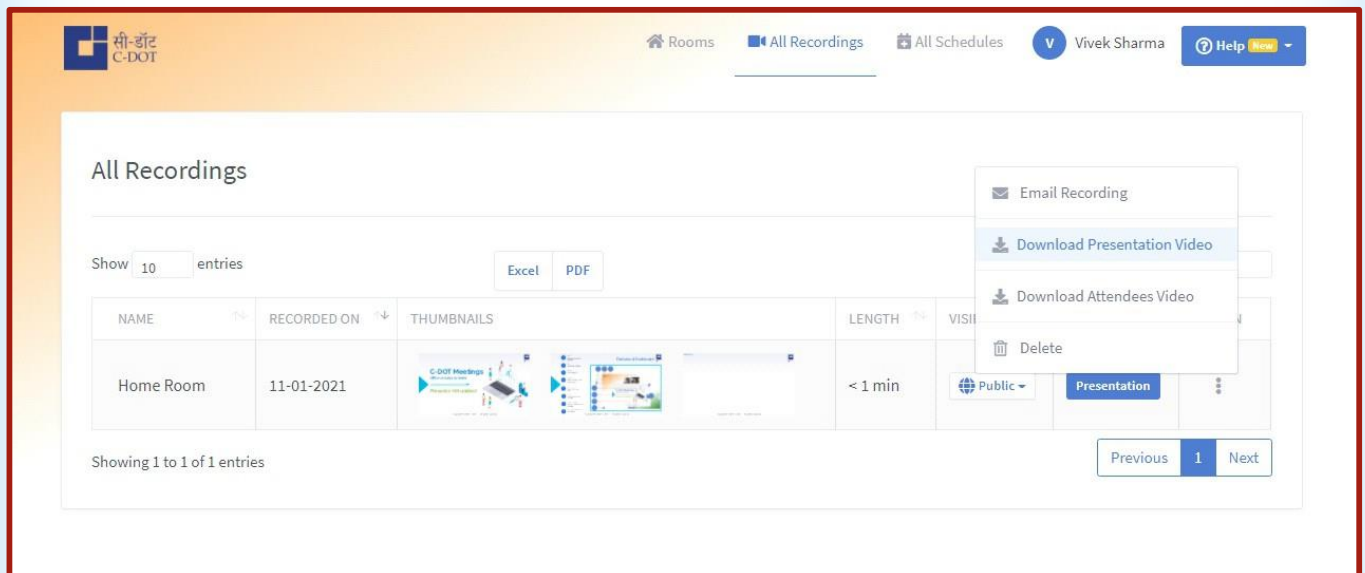 सी-डॉट
C-DOT
Rooms
All Recordings
All Schedules
V
Vivek Sharma
Help New
All Recordings
Email Recording
Download Presentation Video
Download Attendees Video
Delete
Show 10 entries
Excel
PDF
NAME
RECORDED ON
THUMBNAILS
LENGTH
Home Room
11-01-2021
C-DOT Meetings
< 1 min
Public
Presentation
Showing 1 to 1 of 1 entries
Previous
1
Next